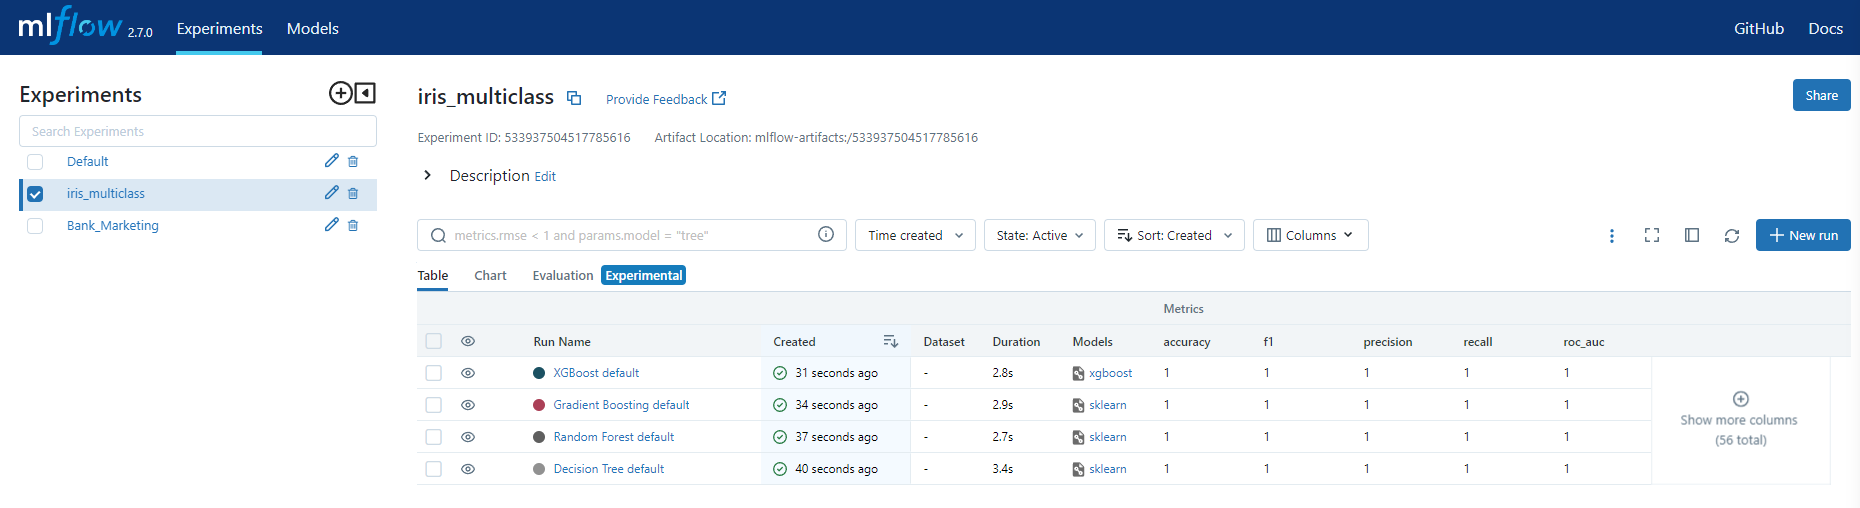 mlflow 2.7.0 Experiments Models GitHub Docs
Experiments
Search Experiments
Default
iris_multiclass
Bank_Marketing
iris_multiclass Provide Feedback
Share
Experiment ID: 533937504517785616 Artifact Location: mlflow-artifacts:/533937504517785616
Description Edit
metrics.rmse < 1 and params.model = "tree" Time created State: Active Sort: Created Columns New run
Table Chart Evaluation Experimental
Metrics
Run Name Created Dataset Duration Models accuracy f1 precision recall roc_auc
XGBoost default 31 seconds ago - 2.8s xgboost 1 1 1 1 1
Gradient Boosting default 34 seconds ago - 2.9s sklearn 1 1 1 1 1
Random Forest default 37 seconds ago - 2.7s sklearn 1 1 1 1 1
Decision Tree default 40 seconds ago - 3.4s sklearn 1 1 1 1 1
Show more columns
(56 total)